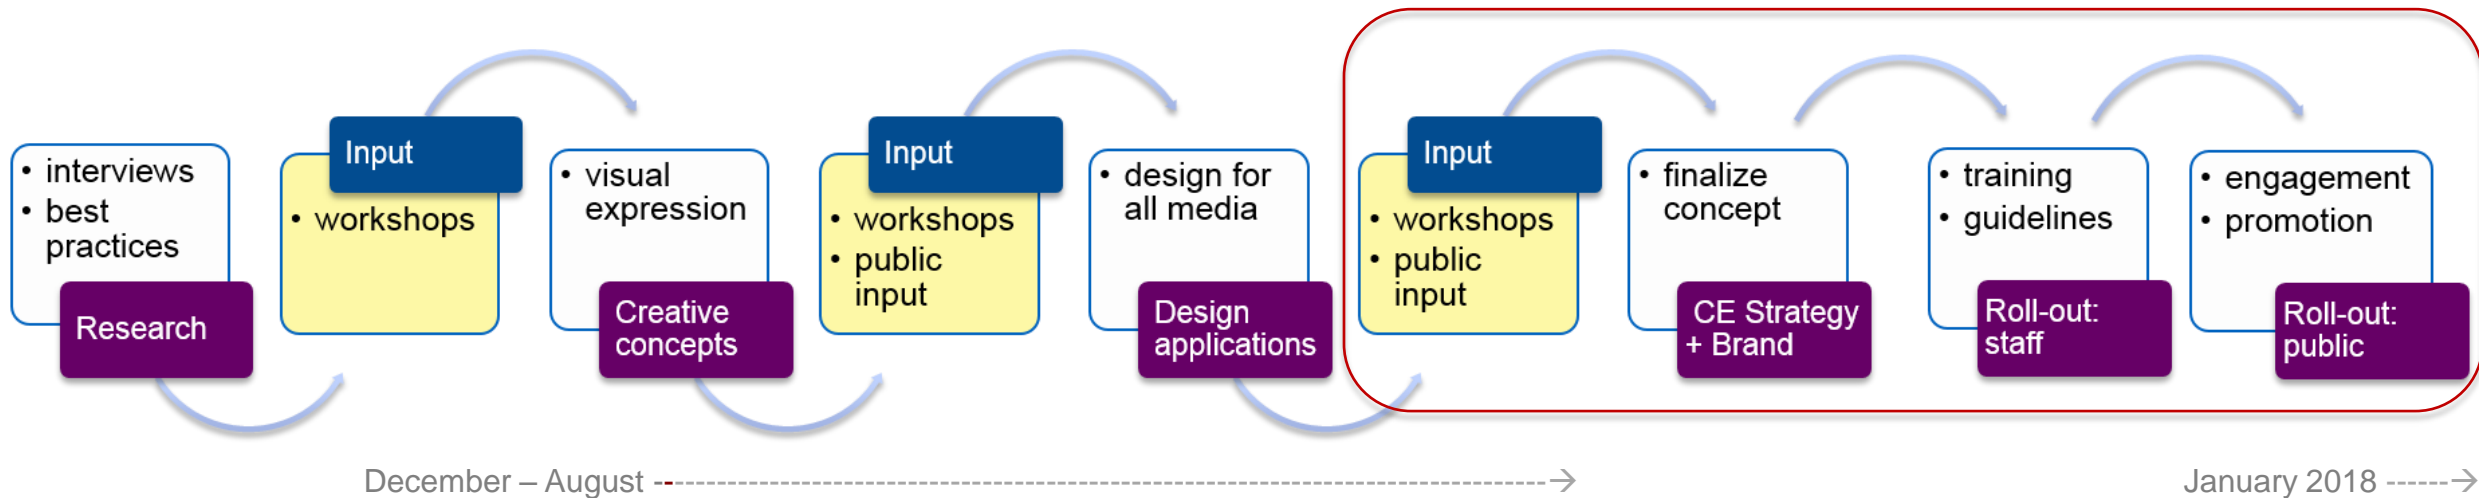 • interviews
• best
practices
Research
Input
• workshops
• visual
expression
Creative
concepts
Input
• workshops
• public
input
• design for
all media
Design
applications
Input
• workshops
• public
input
• finalize
concept
CE Strategy
+ Brand
• training
• guidelines
Roll-out:
staff
• engagement
• promotion
Roll-out:
public
December – August ---------------------------------------------------------------------------------→
January 2018 ------→